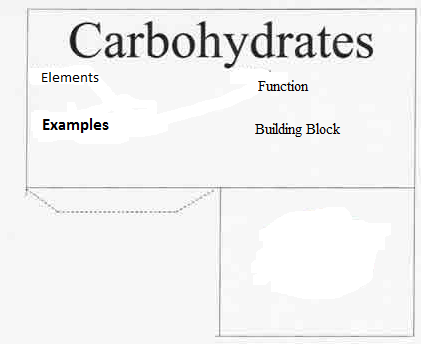 Carbohydrates
Elements
Function
Examples
Building Block